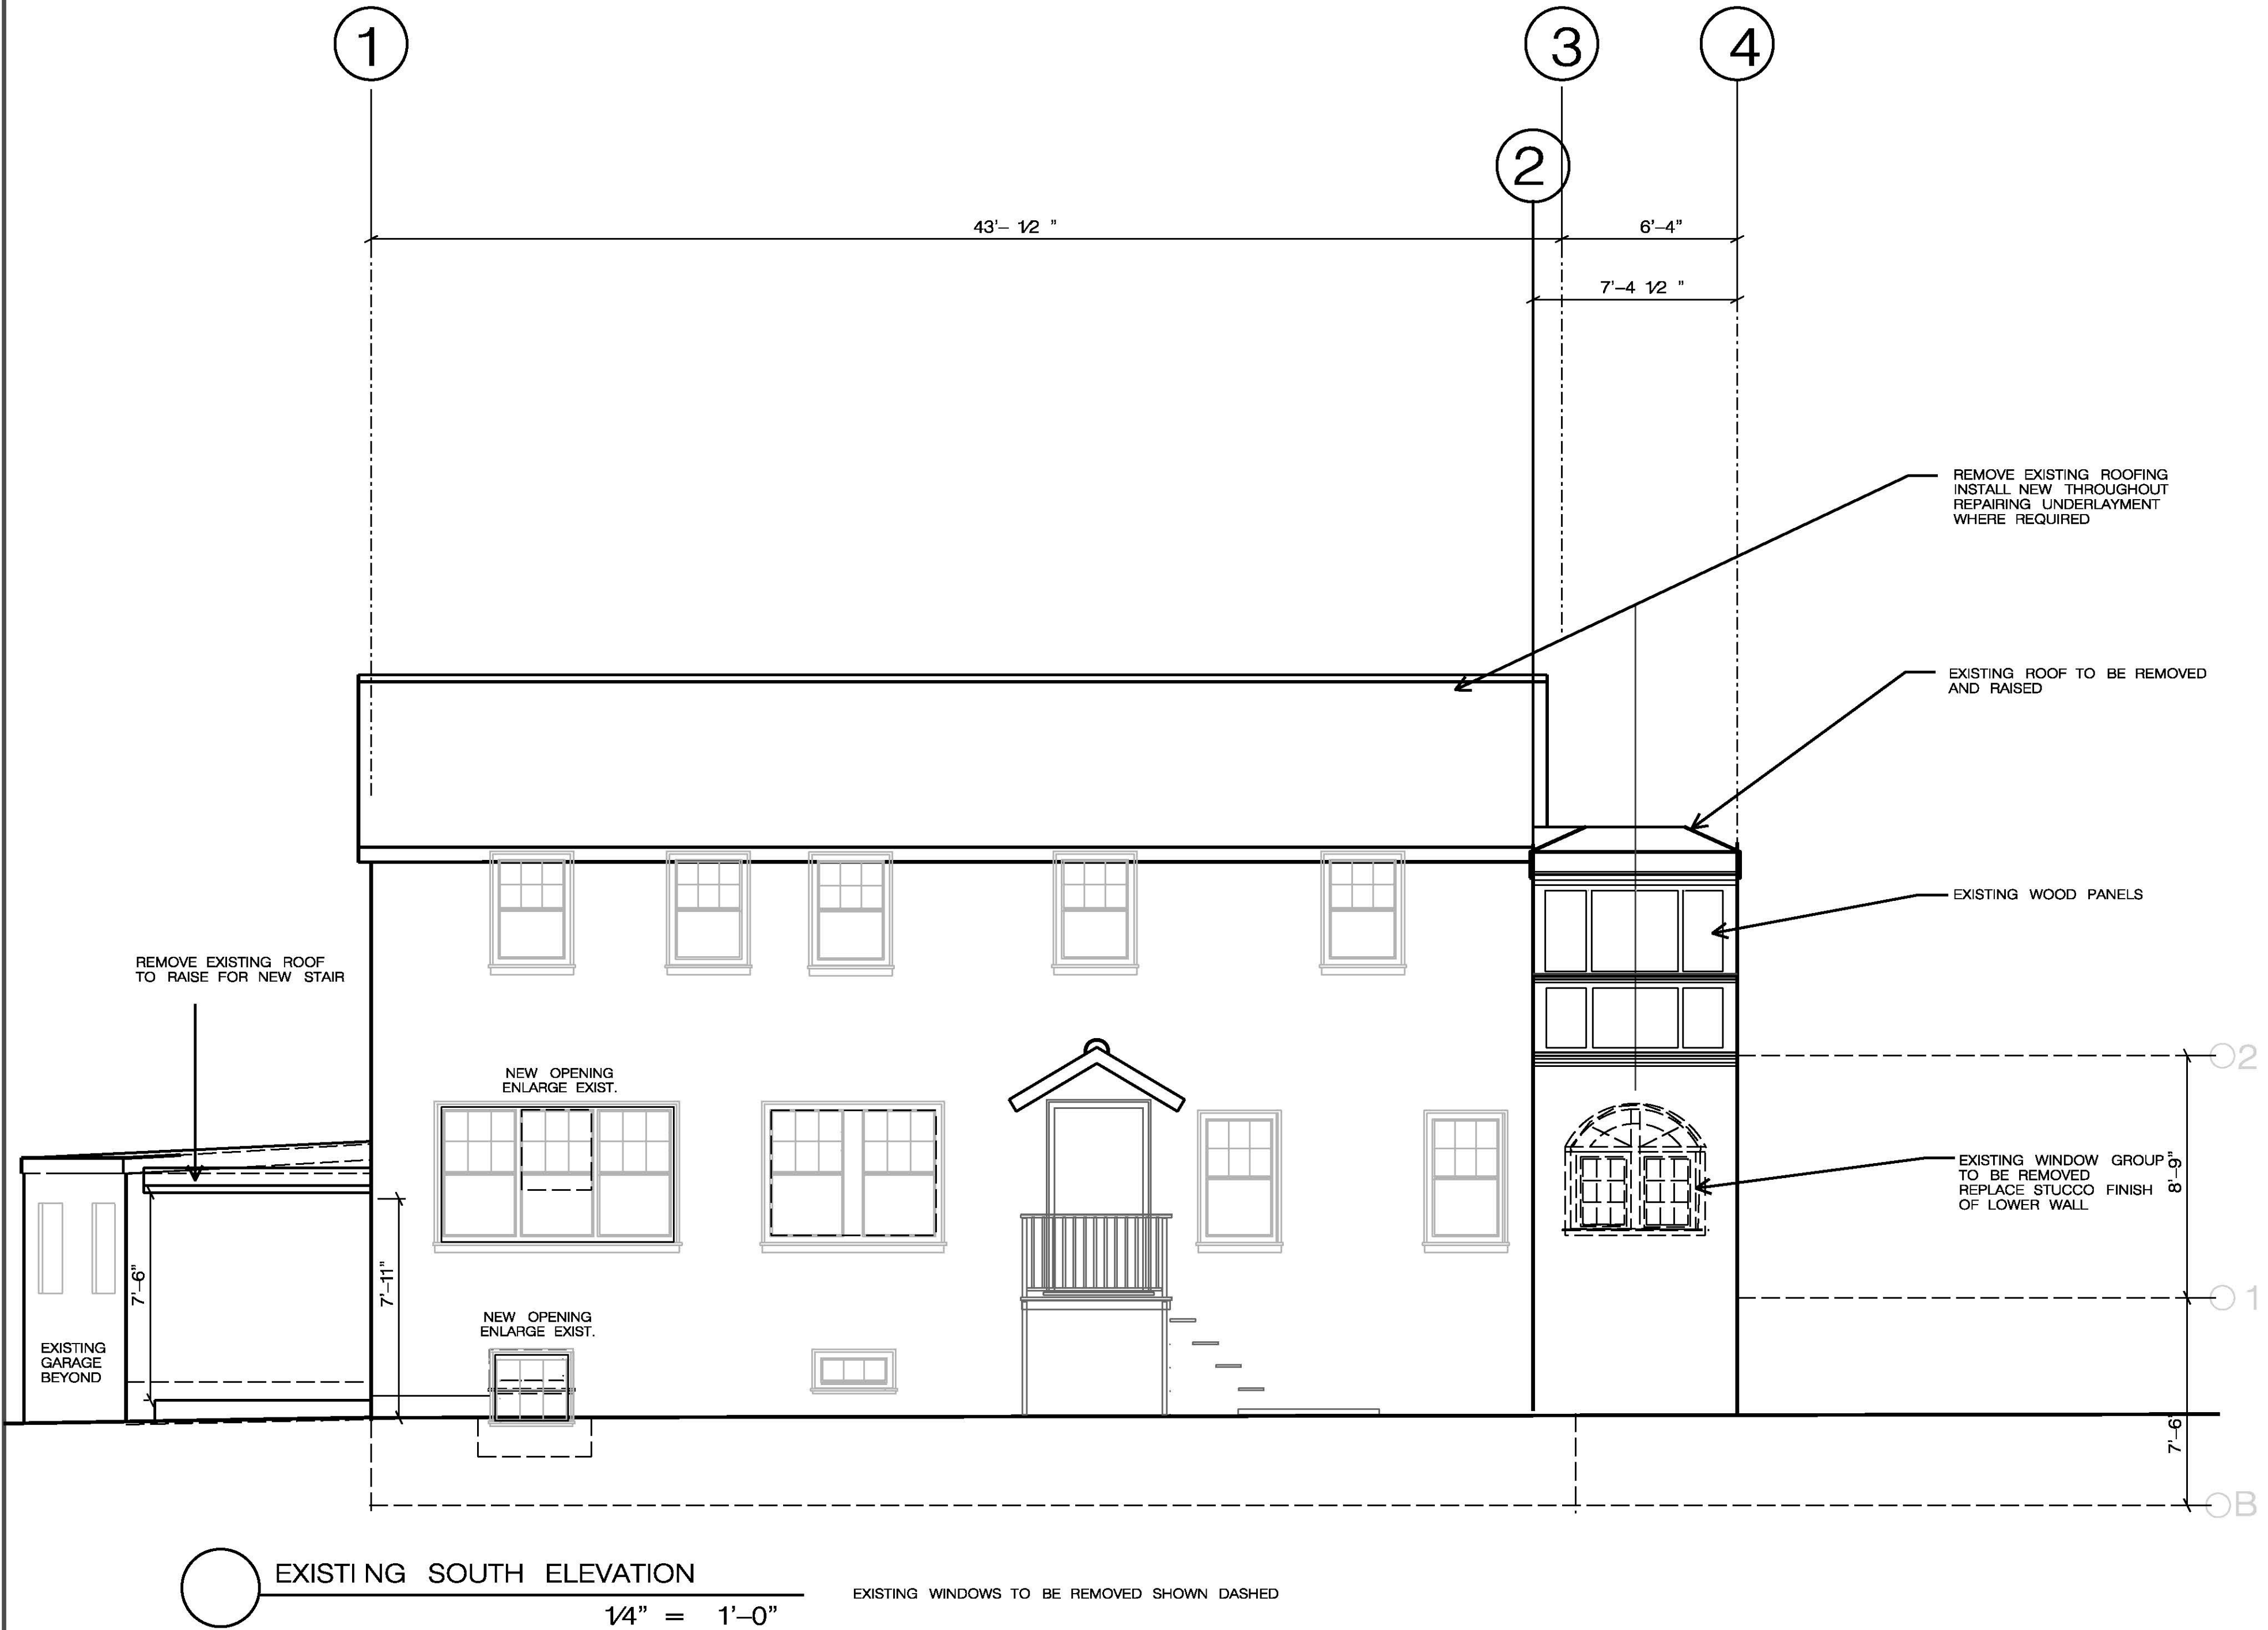 1
3
4
2
43'– 1/2 "
6'–4"
7'–4 1/2 "
REMOVE EXISTING ROOFING
INSTALL NEW THROUGHOUT
REPAIRING UNDERLAYMENT
WHERE REQUIRED
EXISTING ROOF TO BE REMOVED
AND RAISED
EXISTING WOOD PANELS
REMOVE EXISTING ROOF
TO RAISE FOR NEW STAIR
NEW OPENING
ENLARGE EXIST.
2
EXISTING WINDOW GROUP
TO BE REMOVED
REPLACE STUCCO FINISH
OF LOWER WALL
8'–9"
7'–6"
7'–11"
1
NEW OPENING
ENLARGE EXIST.
EXISTING
GARAGE
BEYOND
7'–6"
B
EXISTING SOUTH ELEVATION
1/4" = 1'–0"
EXISTING WINDOWS TO BE REMOVED SHOWN DASHED